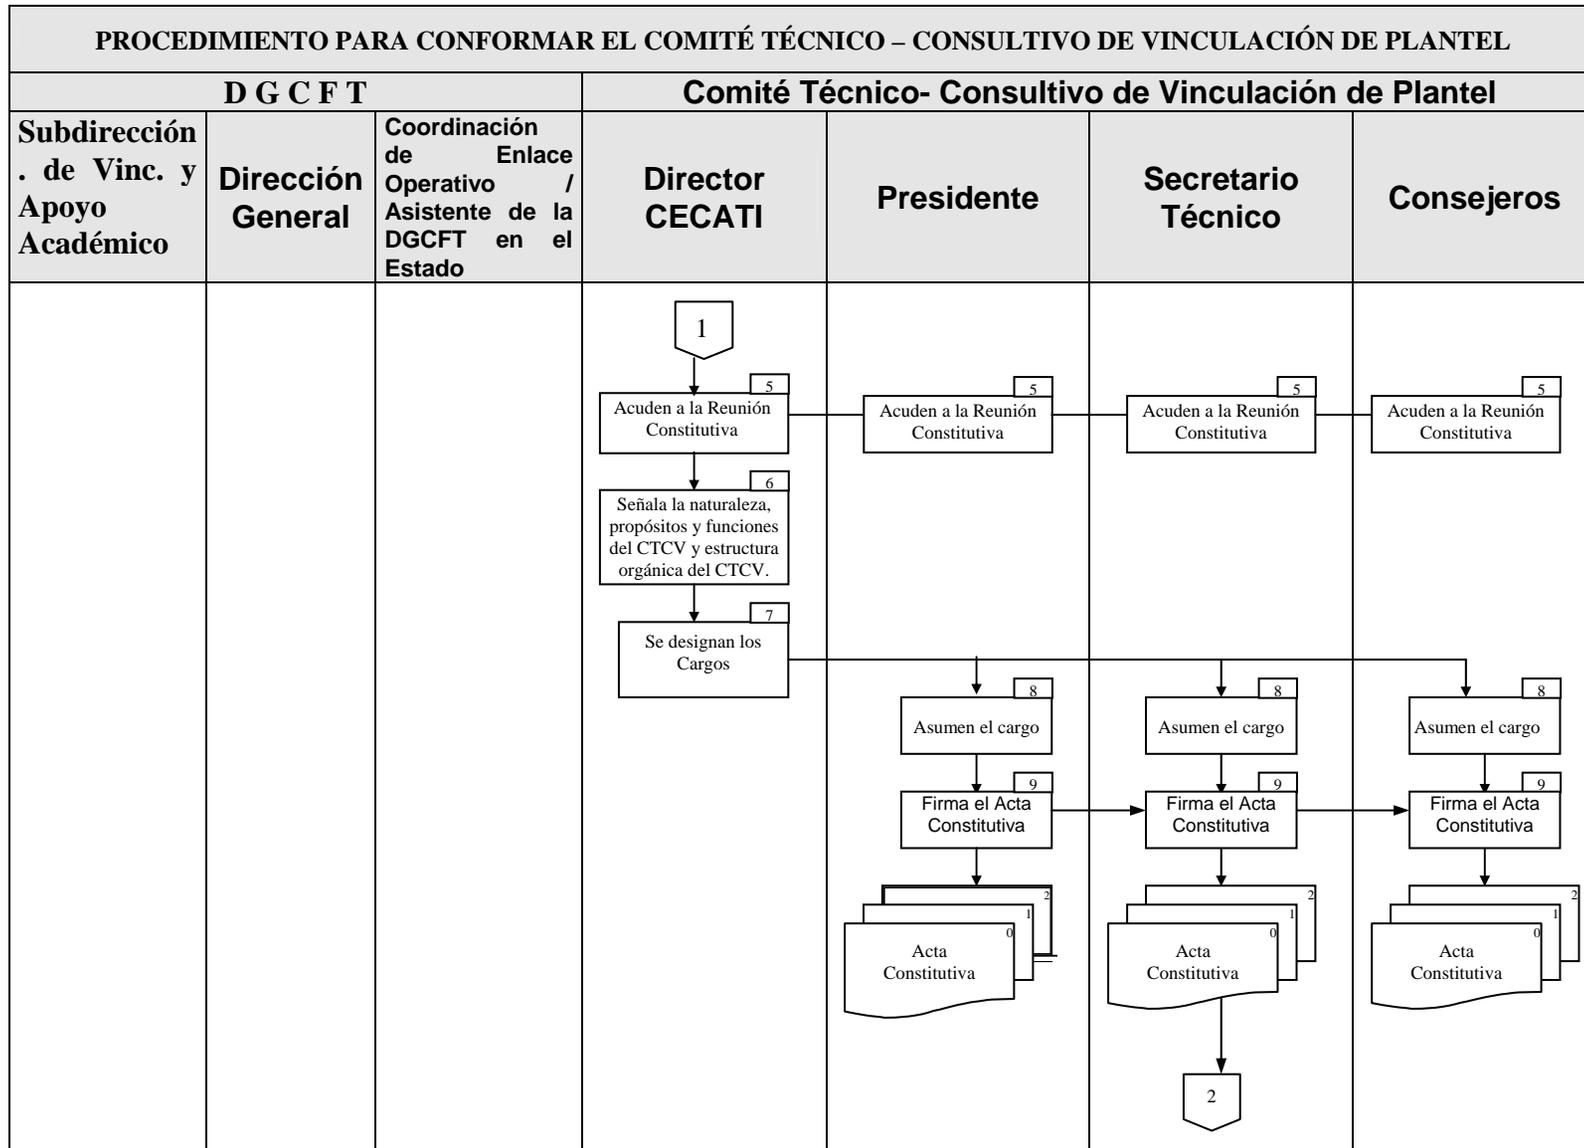 PROCEDIMIENTO PARA CONFORMAR EL COMITÉ TÉCNICO – CONSULTIVO DE VINCULACIÓN DE PLANTEL
D G C F T
Comité Técnico- Consultivo de Vinculación de Plantel
Subdirección
. de Vinc. y
Apoyo
Académico
Dirección
General
Coordinación
de Enlace
Operativo /
Asistente de la
DGCFT en el
Estado
Director
CECATI
Presidente
Secretario
Técnico
Consejeros
1
5
Acuden a la Reunión
Constitutiva
5
Acuden a la Reunión
Constitutiva
5
Acuden a la Reunión
Constitutiva
5
Acuden a la Reunión
Constitutiva
6
Señala la naturaleza,
propósitos y funciones
del CTCV y estructura
orgánica del CTCV.
7
Se designan los
Cargos
8
Asumen el cargo
8
Asumen el cargo
8
Asumen el cargo
9
Firma el Acta
Constitutiva
9
Firma el Acta
Constitutiva
9
Firma el Acta
Constitutiva
2
1
0
Acta
Constitutiva
2
1
0
Acta
Constitutiva
2
1
0
Acta
Constitutiva
2